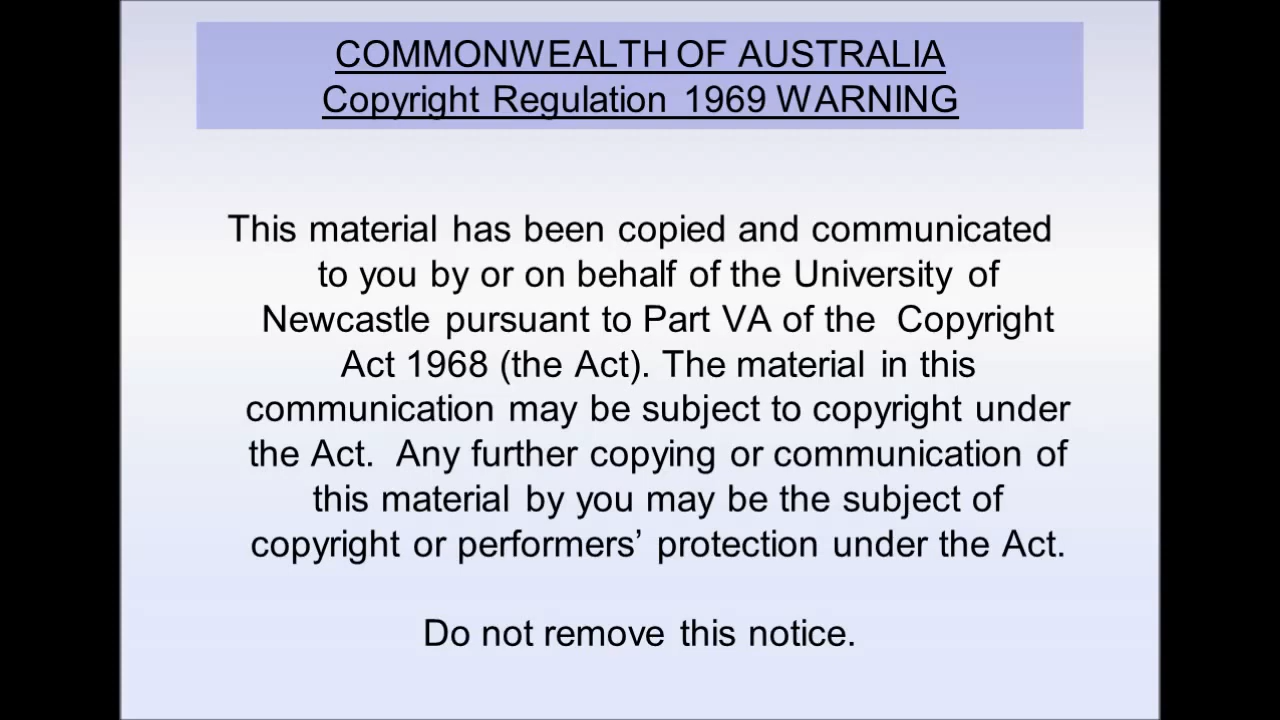 COMMONWEALTH OF AUSTRALIA
Copyright Regulation 1969 WARNING
This material has been copied and communicated
to you by or on behalf of the University of
Newcastle pursuant to Part VA of the  Copyright
Act 1968 (the Act). The material in this
communication may be subject to copyright under
the Act.  Any further copying or communication of
this material by you may be the subject of
copyright or performers’ protection under the Act.
Do not remove this notice.